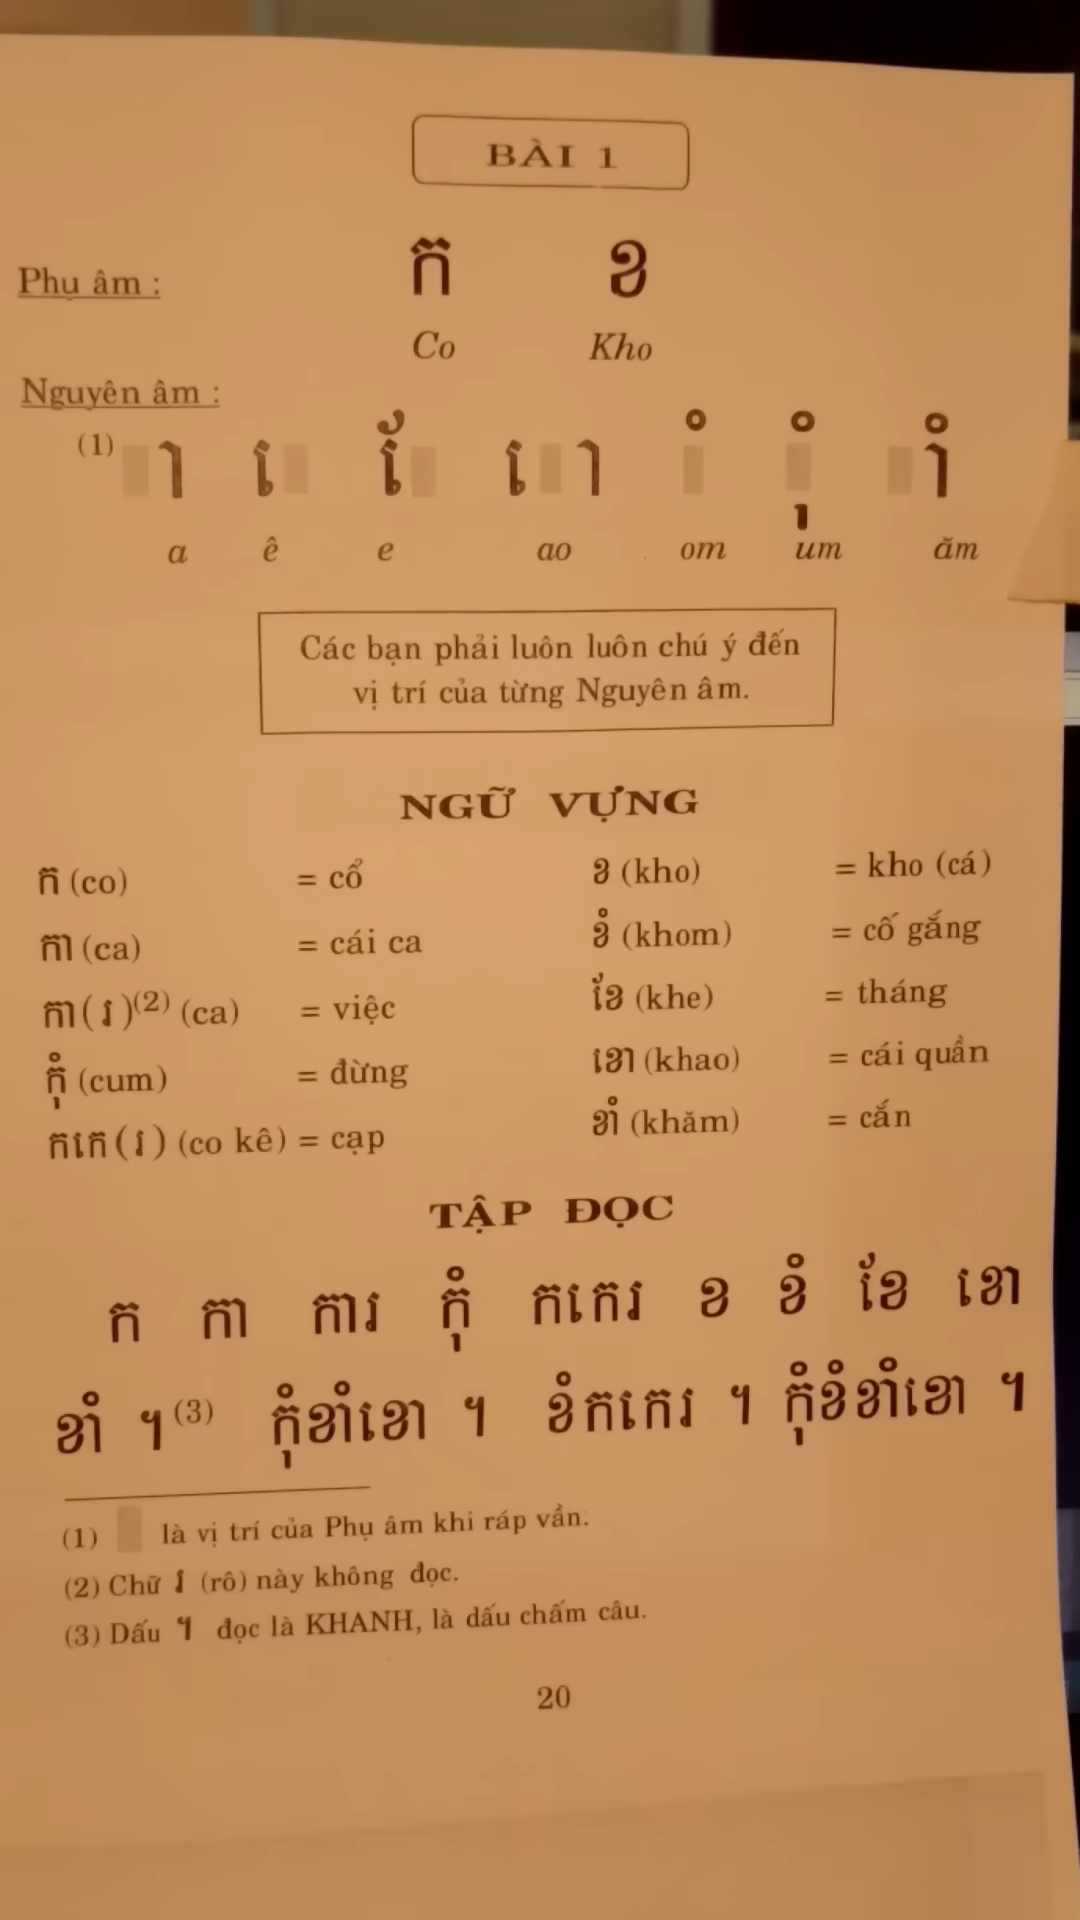 BÀI 1
Phụ âm : ក ខ
Co Kho
Nguyên âm :
(1) ា េ ែ ោ ំ ុំ ាំ
a ê e ao om um ăm
Các bạn phải luôn luôn chú ý đến
vị trí của từng Nguyên âm.
NGỮ VỰNG
ក (co) = cổ ខ (kho) = kho (cá)
កា (ca) = cái ca ខំ (khom) = cố gắng
កា(រ)(2) (ca) = việc ខែ (khe) = tháng
កុំ (cum) = đừng ខោ (khao) = cái quần
កកេ(រ) (co kê) = cạp ខាំ (khăm) = cắn
TẬP ĐỌC
ក កា ការ កុំ កកេរ ខ ខំ ខែ ខោ
ខាំ ។(3) កុំខាំខោ ។ ខំកកេរ ។ កុំខំខាំខោ ។
(1) là vị trí của Phụ âm khi ráp vần.
(2) Chữ រ (rô) này không đọc.
(3) Dấu ។ đọc là KHANH, là dấu chấm câu.
20